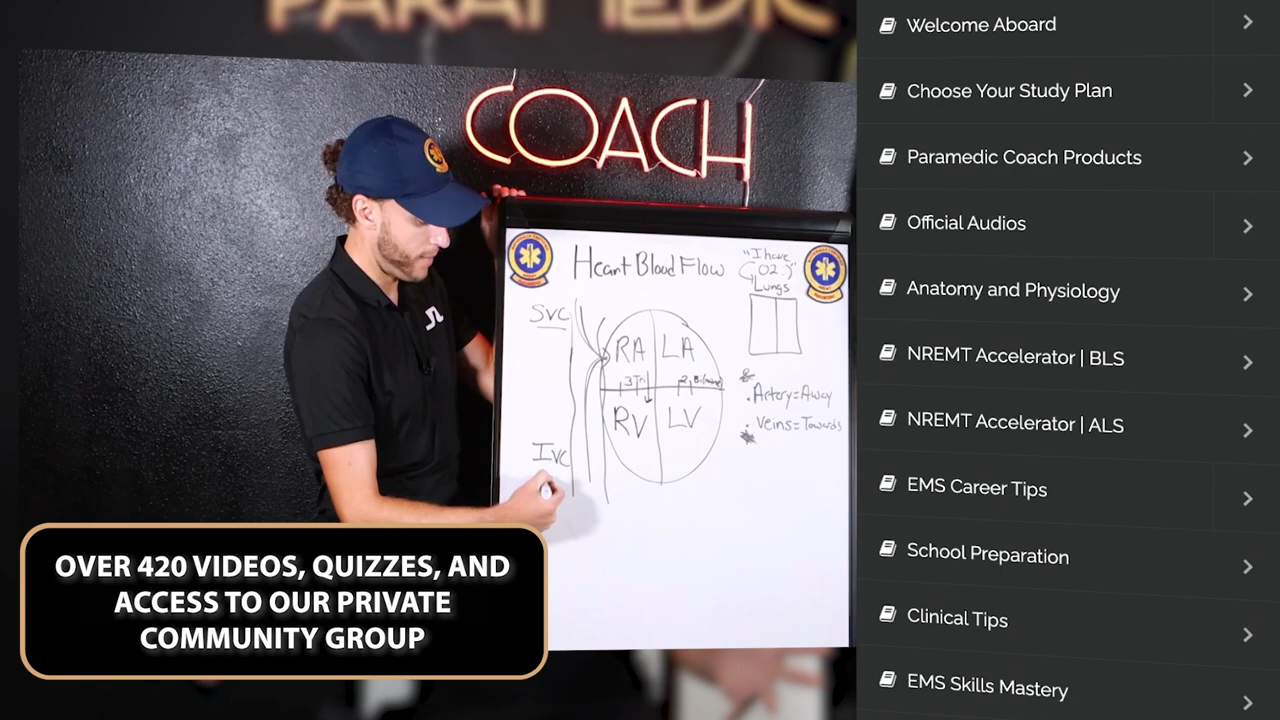 PARAMEDIC
COACH
Heart Blood Flow
"I have
O2 :)"
Lungs
SVC
RA
LA
3Tri
2
RV
LV
IVC
Artery=Away
Veins=Towards
OVER 420 VIDEOS, QUIZZES, AND
ACCESS TO OUR PRIVATE
COMMUNITY GROUP
Welcome Aboard
Choose Your Study Plan
Paramedic Coach Products
Official Audios
Anatomy and Physiology
NREMT Accelerator | BLS
NREMT Accelerator | ALS
EMS Career Tips
School Preparation
Clinical Tips
EMS Skills Mastery